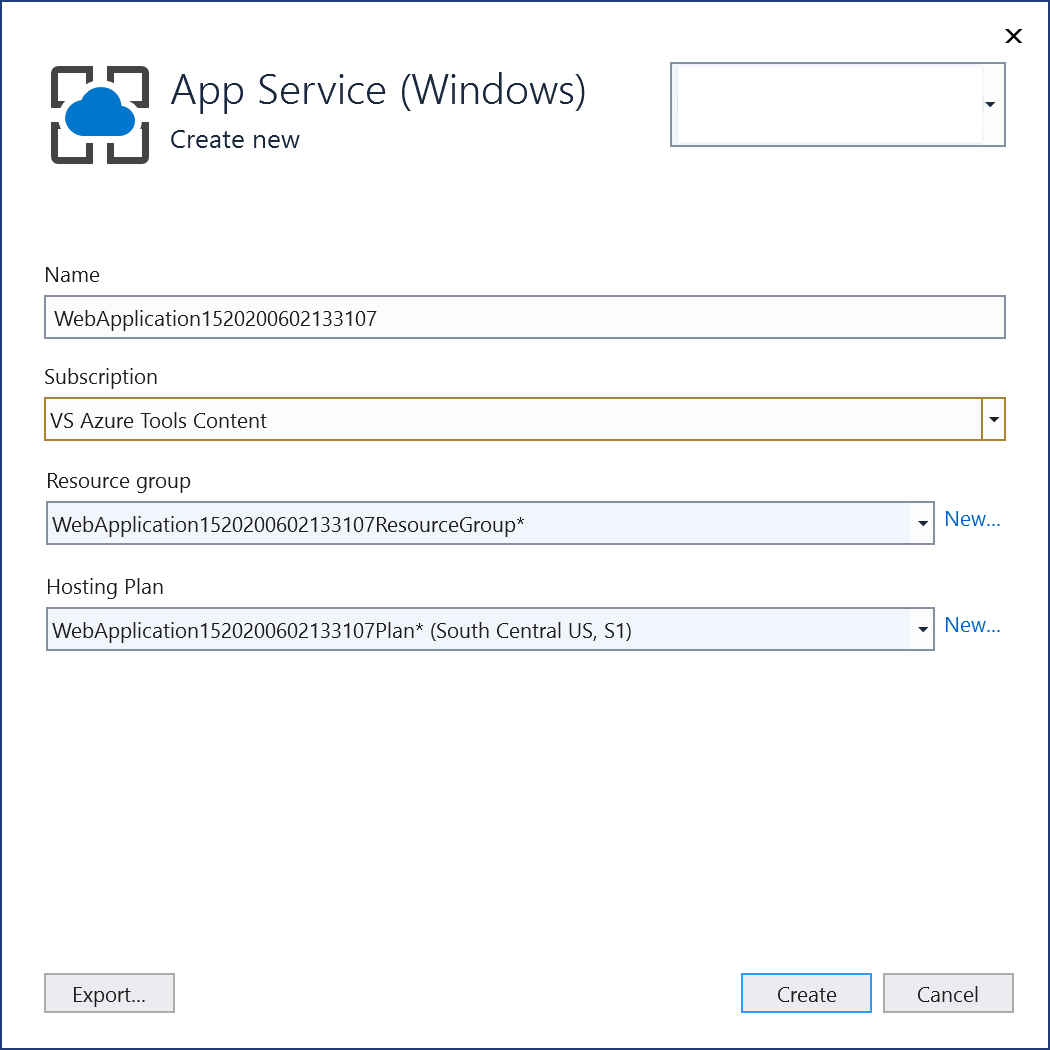 App Service (Windows)
Create new
Name
WebApplication1520200602133107
Subscription
VS Azure Tools Content
Resource group
WebApplication1520200602133107ResourceGroup*
New...
Hosting Plan
WebApplication1520200602133107Plan* (South Central US, S1)
New...
Export...
Create
Cancel